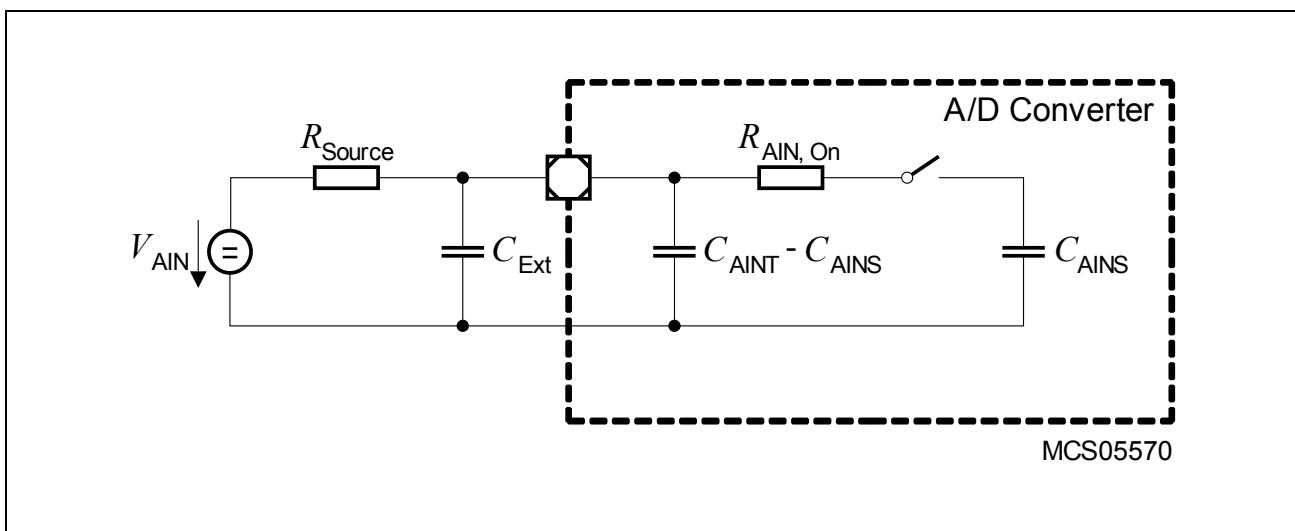 A/D Converter
RSource
RAIN, On
VAIN
=
CExt
CAINT - CAINS
CAINS
MCS05570